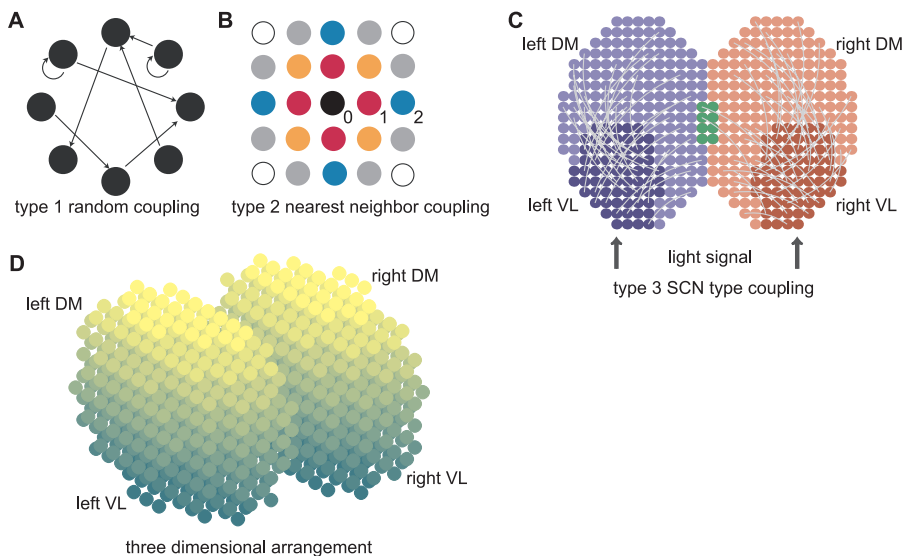 A
type 1 random coupling
B
0
1
2
type 2 nearest neighbor coupling
C
left DM
right DM
left VL
right VL
light signal
type 3 SCN type coupling
D
left DM
right DM
left VL
right VL
three dimensional arrangement